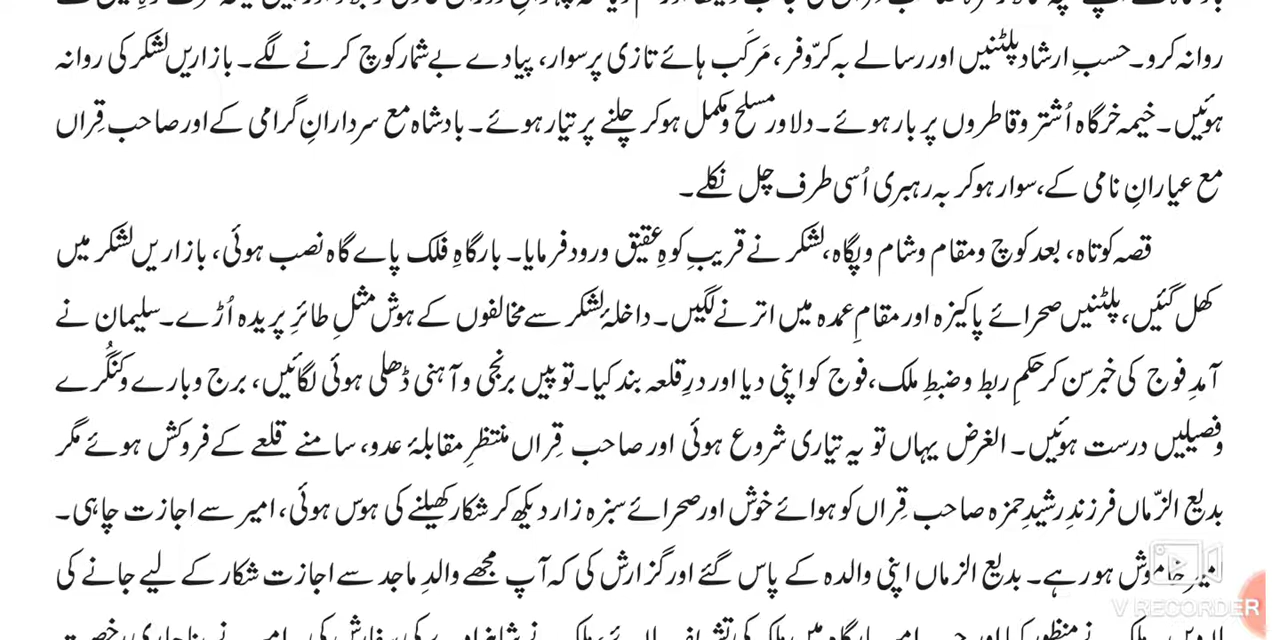 روانہ کرو۔ حسبِ ارشاد پلٹنیں اور رسالے بہ کرّوفر، مَرکَب ہائے تازی پر سوار، پیادے بے شمار کوچ کرنے لگے۔ بازاریں لشکر کی روانہ
ہوئیں۔ خیمہ خرگاہ اُشتر و قاطروں پر بار ہوئے۔ دلاور مسلح و مکمل ہوکر چلنے پر تیار ہوئے۔ بادشاہ مع سردارانِ گرامی کے اور صاحب قِراں
مع عیارانِ نامی کے، سوار ہوکر بہ رہبری اُسی طرف چل نکلے۔
قصہ کوتاہ، بعد کوچ و مقام و شام و پگاہ، لشکر نے قریبِ کوہِ عقیق ورود فرمایا۔ بارگاہِ فلک پاے گاہ نصب ہوئی، بازاریں لشکر میں
کھل گئیں، پلٹنیں صحرائے پاکیزہ اور مقامِ عمدہ میں اترنے لگیں۔ داخلۂ لشکر سے مخالفوں کے ہوش مثلِ طائرِ پریدہ اُڑے۔ سلیمان نے
آمدِ فوج کی خبر سن کر حکمِ ربط و ضبطِ ملک، فوج کو اپنی دیا اور درِ قلعہ بند کیا۔ توپیں برنجی و آہنی ڈھلی ہوئی لگائیں، برج و بارے و کنگُرے
و فصیلیں درست ہوئیں۔ الغرض یہاں تو یہ تیاری شروع ہوئی اور صاحب قِراں منتظرِ مقابلۂ عدو، سامنے قلعے کے فروکش ہوئے مگر
بدیع الزّماں فرزندِ رشیدِ حمزہ صاحب قِراں کو ہوائے خوش اور صحرائے سبزہ زار دیکھ کر شکار کھیلنے کی ہوس ہوئی، امیر سے اجازت چاہی۔
امیر خاموش ہو رہے۔ بدیع الزماں اپنی والدہ کے پاس گئے اور گزارش کی کہ آپ مجھے والدِ ماجد سے اجازت شکار کے لیے جانے کی
V RECORDER